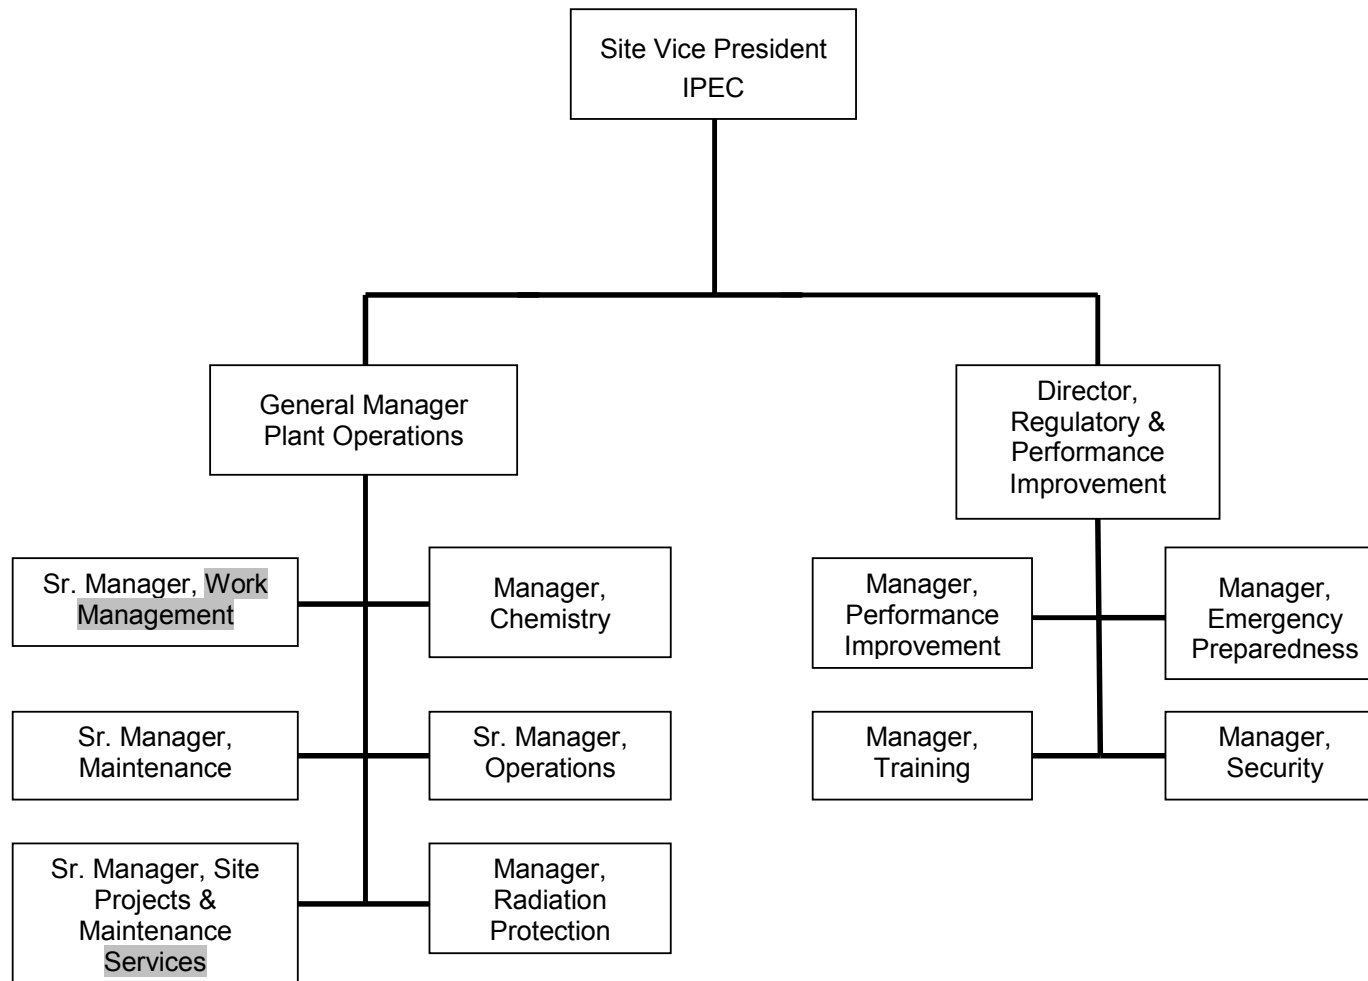 Site Vice President
IPEC
General Manager
Plant Operations
Director,
Regulatory &
Performance
Improvement
Sr. Manager, Work
Management
Manager,
Chemistry
Sr. Manager,
Maintenance
Sr. Manager,
Operations
Sr. Manager, Site
Projects &
Maintenance
Services
Manager,
Radiation
Protection
Manager,
Performance
Improvement
Manager,
Emergency
Preparedness
Manager,
Training
Manager,
Security